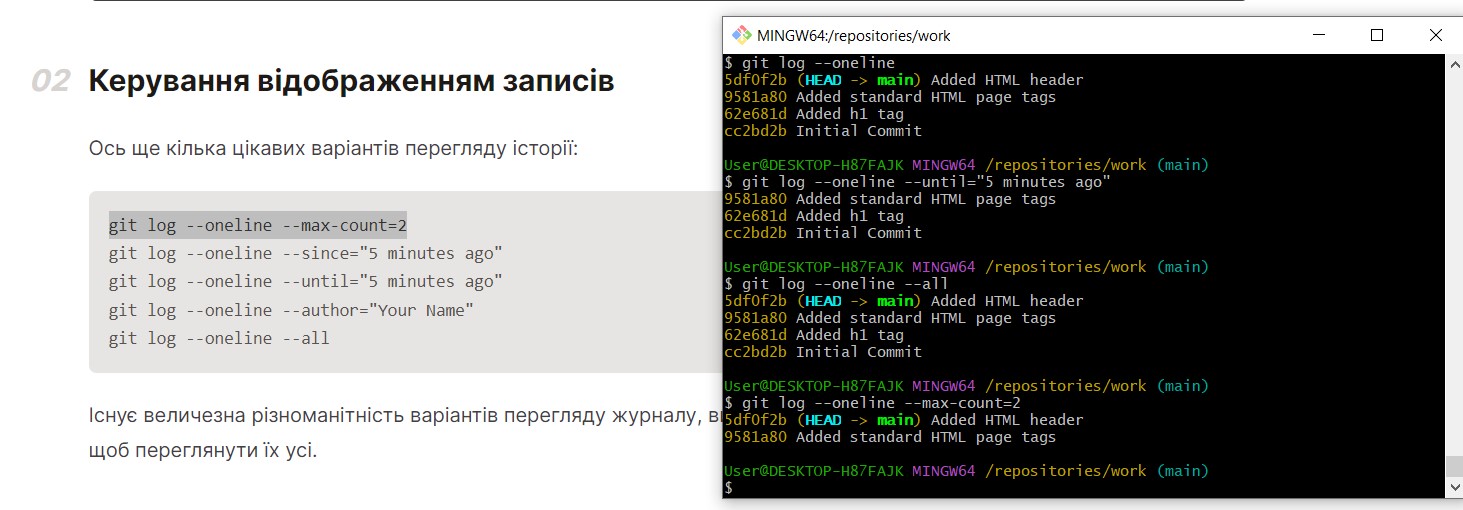 02 Керування відображенням записів
Ось ще кілька цікавих варіантів перегляду історії:
git log --oneline --max-count=2
git log --oneline --since="5 minutes ago"
git log --oneline --until="5 minutes ago"
git log --oneline --author="Your Name"
git log --oneline --all
Існує величезна різноманітність варіантів перегляду журналу,
щоб переглянути їх усі.
MINGW64:/repositories/work
$ git log --oneline
5df0f2b (HEAD -> main) Added HTML header
9581a80 Added standard HTML page tags
62e681d Added h1 tag
cc2bd2b Initial Commit
User@DESKTOP-H87FAJK MINGW64 /repositories/work (main)
$ git log --oneline --until="5 minutes ago"
9581a80 Added standard HTML page tags
62e681d Added h1 tag
cc2bd2b Initial Commit
User@DESKTOP-H87FAJK MINGW64 /repositories/work (main)
$ git log --oneline --all
5df0f2b (HEAD -> main) Added HTML header
9581a80 Added standard HTML page tags
62e681d Added h1 tag
cc2bd2b Initial Commit
User@DESKTOP-H87FAJK MINGW64 /repositories/work (main)
$ git log --oneline --max-count=2
5df0f2b (HEAD -> main) Added HTML header
9581a80 Added standard HTML page tags
User@DESKTOP-H87FAJK MINGW64 /repositories/work (main)
$